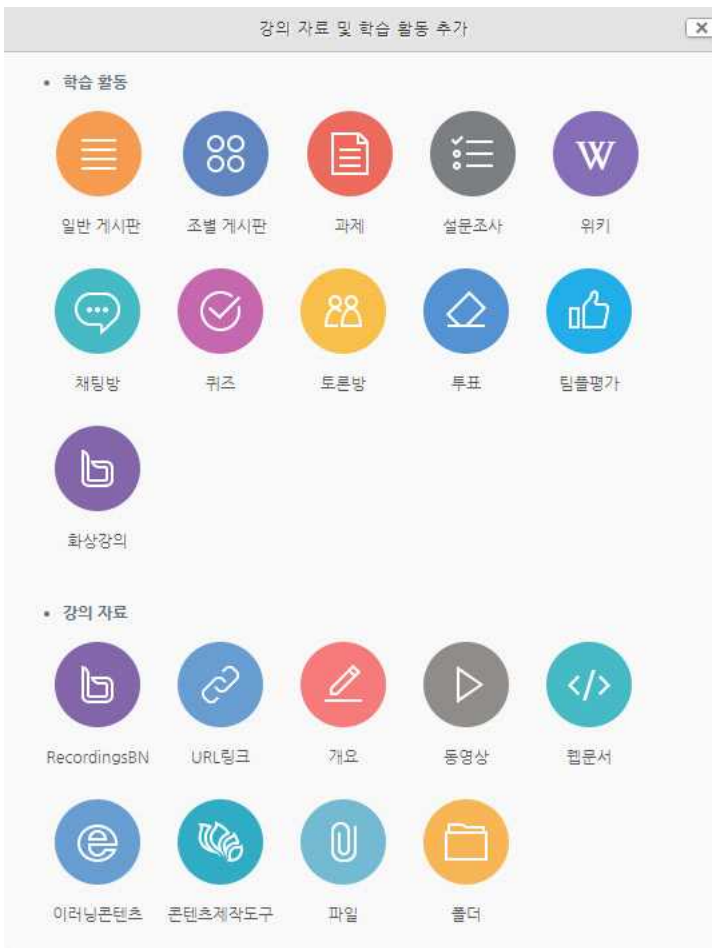 강의 자료 및 학습 활동 추가
학습 활동
일반 게시판 조별 게시판 과제 설문조사 위키
채팅방 퀴즈 토론방 투표 팀플평가
화상강의
강의 자료
RecordingsBN URL링크 개요 동영상 웹문서
이러닝콘텐츠 콘텐츠제작도구 파일 폴더